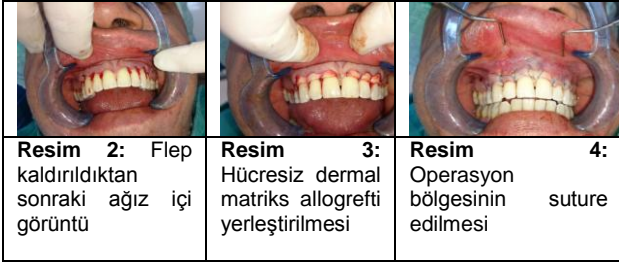 Resim 2: Flep
kaldırıldıktan
sonraki ağız içi
görüntü
Resim 3:
Hücresiz dermal
matriks allogrefti
yerleştirilmesi
Resim 4:
Operasyon
bölgesinin suture
edilmesi